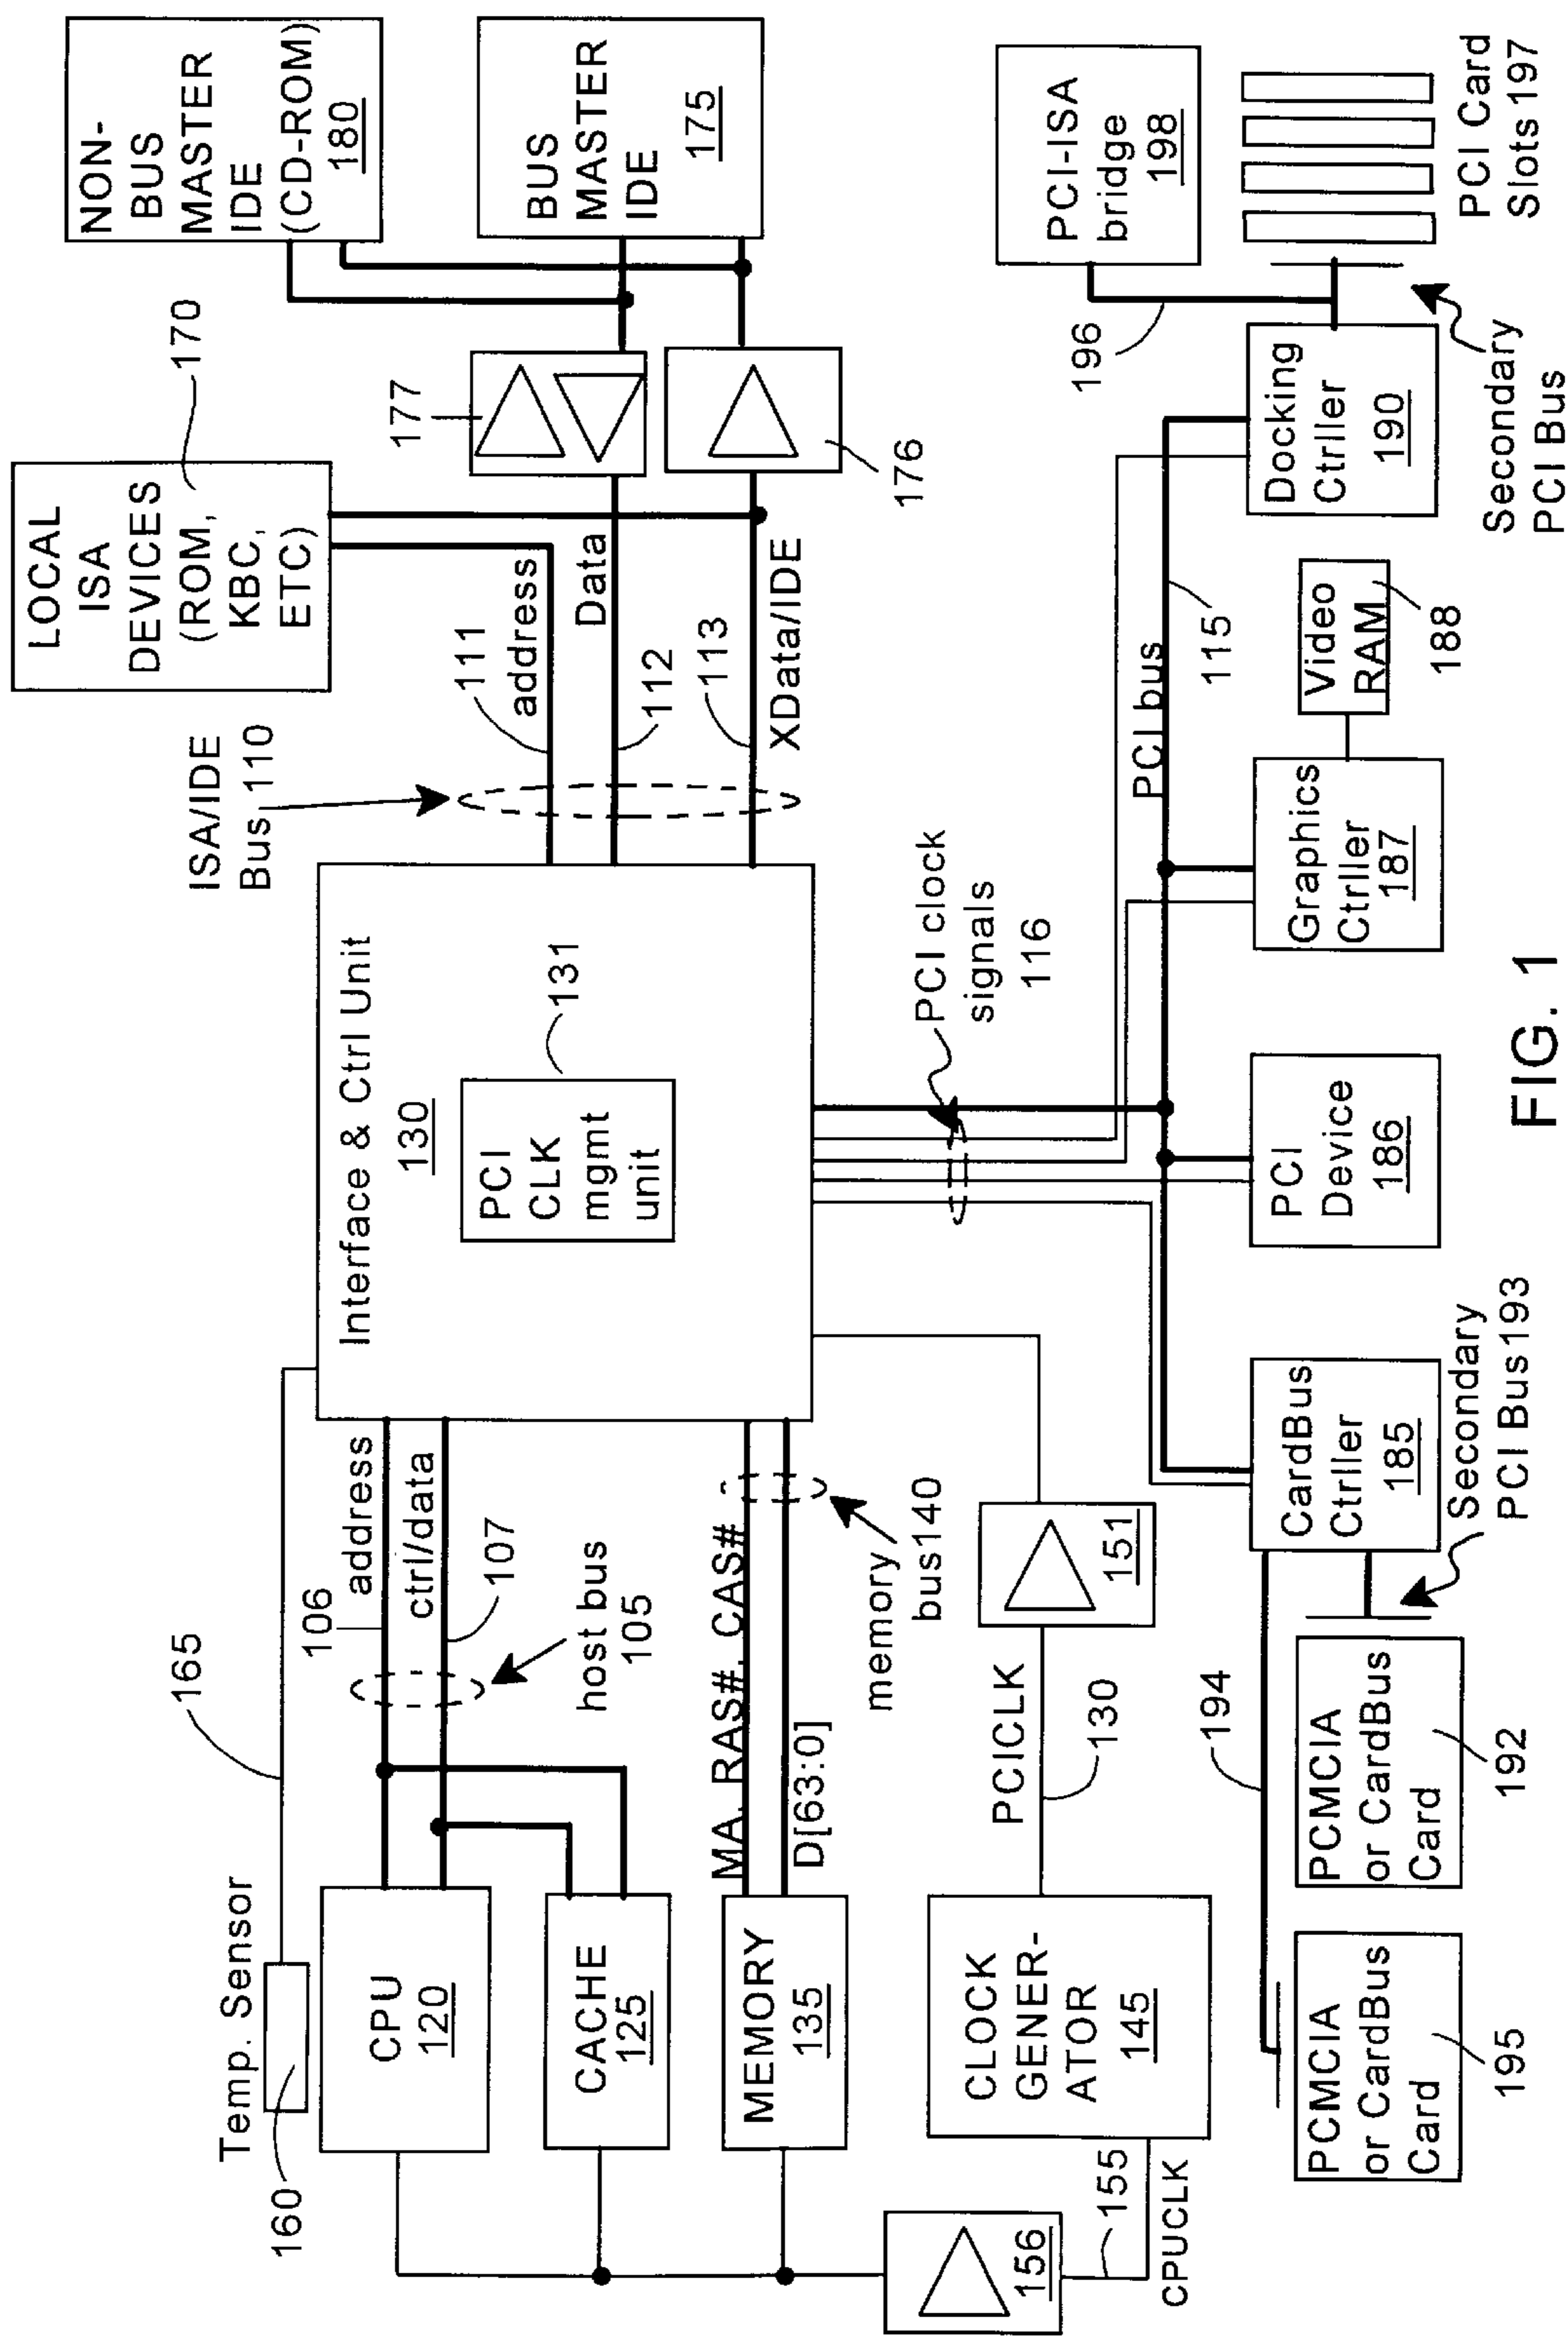 Temp. Sensor
160
165
CPU
120
106
address
ctrl/data
107
host bus
105
CACHE
125
MEMORY
135
MA, RAS#, CAS#
D[63:0]
memory
bus140
Interface & Ctrl Unit
130
PCI
CLK
mgmt
unit
131
ISA/IDE
Bus 110
111
address
Data
112
113
XData/IDE
LOCAL
ISA
DEVICES
(ROM,
KBC,
ETC)
170
177
176
NON-
BUS
MASTER
IDE
(CD-ROM)
180
BUS
MASTER
IDE
175
CLOCK
GENER-
ATOR
145
PCICLK
130
151
156
155
CPUCLK
PCI clock
signals
116
PCI bus
115
PCMCIA
or CardBus
Card
195
PCMCIA
or CardBus
Card
192
194
CardBus
Ctrller
185
Secondary
PCI Bus193
PCI
Device
186
Graphics
Ctrller
187
Video
RAM
188
Docking
Ctrller
190
196
PCI-ISA
bridge
198
Secondary
PCI Bus
PCI Card
Slots197
FIG. 1